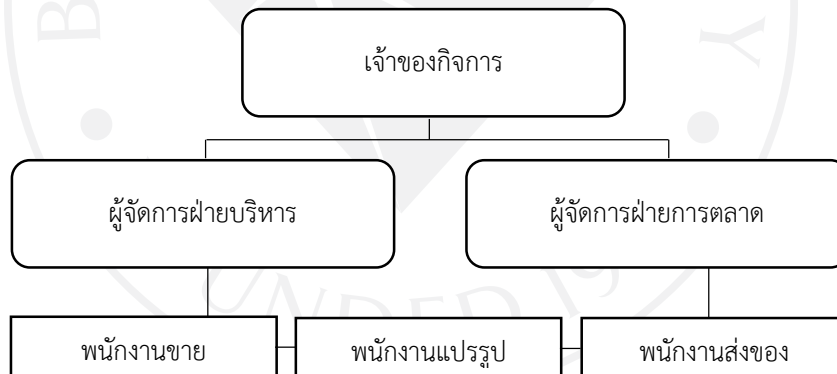 เจ้าของกิจการ
ผู้จัดการฝ่ายบริหาร
ผู้จัดการฝ่ายการตลาด
พนักงานขาย
พนักงานแปรรูป
พนักงานส่งของ